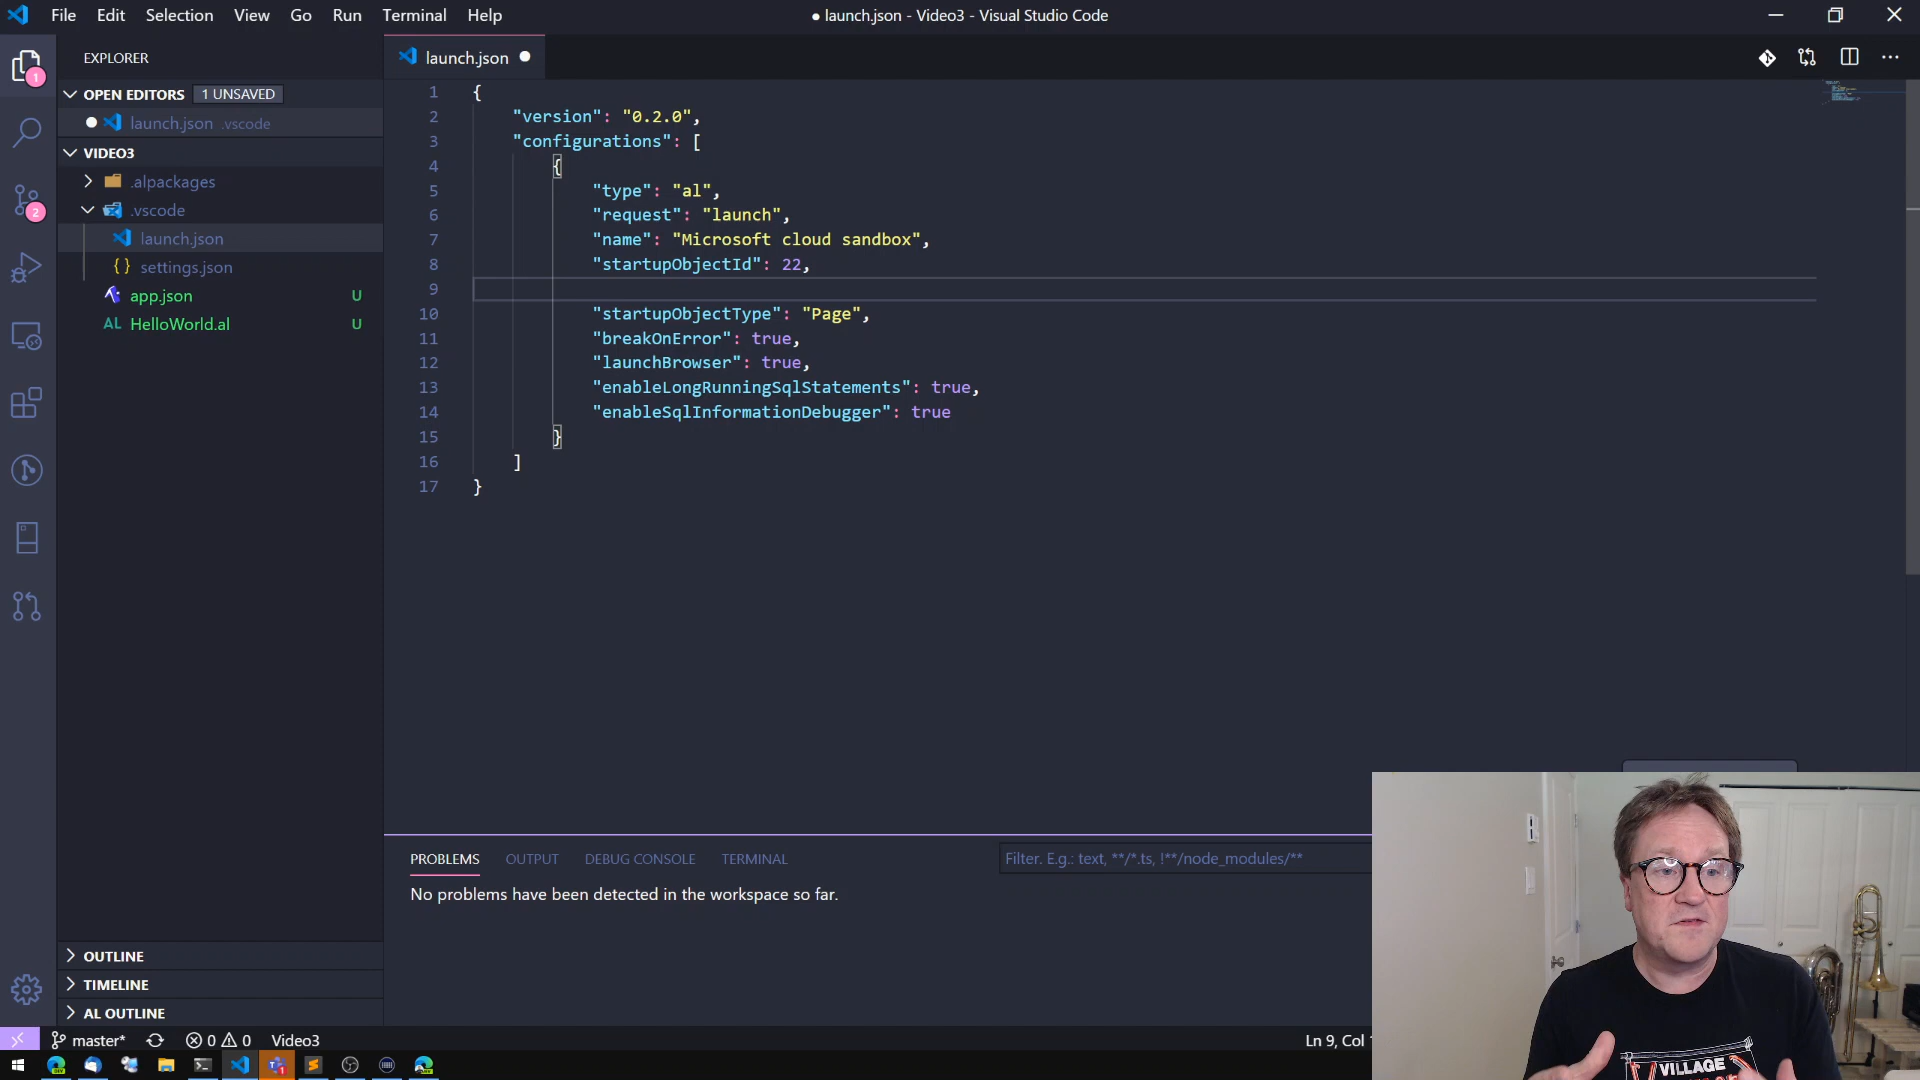 File Edit Selection View Go Run Terminal Help
● launch.json - Video3 - Visual Studio Code
EXPLORER
OPEN EDITORS 1 UNSAVED
launch.json .vscode
VIDEO3
.alpackages
.vscode
launch.json
{} settings.json
app.json U
AL HelloWorld.al U
OUTLINE
TIMELINE
AL OUTLINE
1
2
launch.json
1 {
2 "version": "0.2.0",
3 "configurations": [
4 {
5 "type": "al",
6 "request": "launch",
7 "name": "Microsoft cloud sandbox",
8 "startupObjectId": 22,
9
10 "startupObjectType": "Page",
11 "breakOnError": true,
12 "launchBrowser": true,
13 "enableLongRunningSqlStatements": true,
14 "enableSqlInformationDebugger": true
15 }
16 ]
17 }
PROBLEMS OUTPUT DEBUG CONSOLE TERMINAL
Filter. E.g.: text, **/*.ts, !**/node_modules/**
No problems have been detected in the workspace so far.
master* 0 0 Video3
Ln 9, Col
VILLAGE